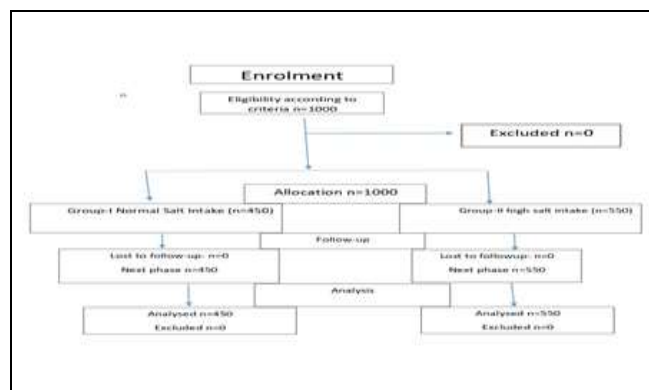 Enrolment
Eligibility according to
criteria n=1000
Excluded n=0
Allocation n=1000
Group-I Normal Salt Intake (n=450)
Group-II high salt intake (n=550)
Follow-up
Lost to follow-up- n=0
Next phase n=450
Lost to followup- n=0
Next phase n=550
Analysis
Analysed n=450
Excluded n=0
Analysed n=550
Excluded n=0